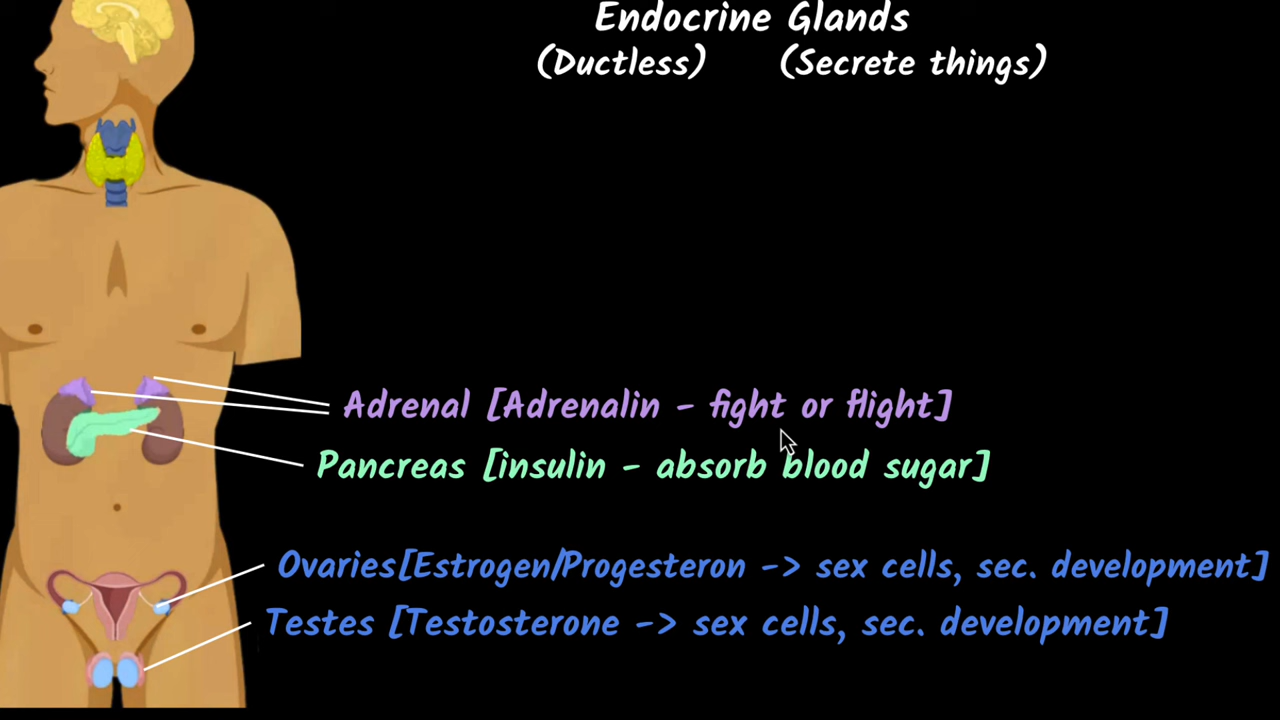 Endocrine Glands
(Ductless) (Secrete things)
Adrenal [Adrenalin - fight or flight]
Pancreas [insulin - absorb blood sugar]
Ovaries[Estrogen/Progesteron -> sex cells, sec. development]
Testes [Testosterone -> sex cells, sec. development]